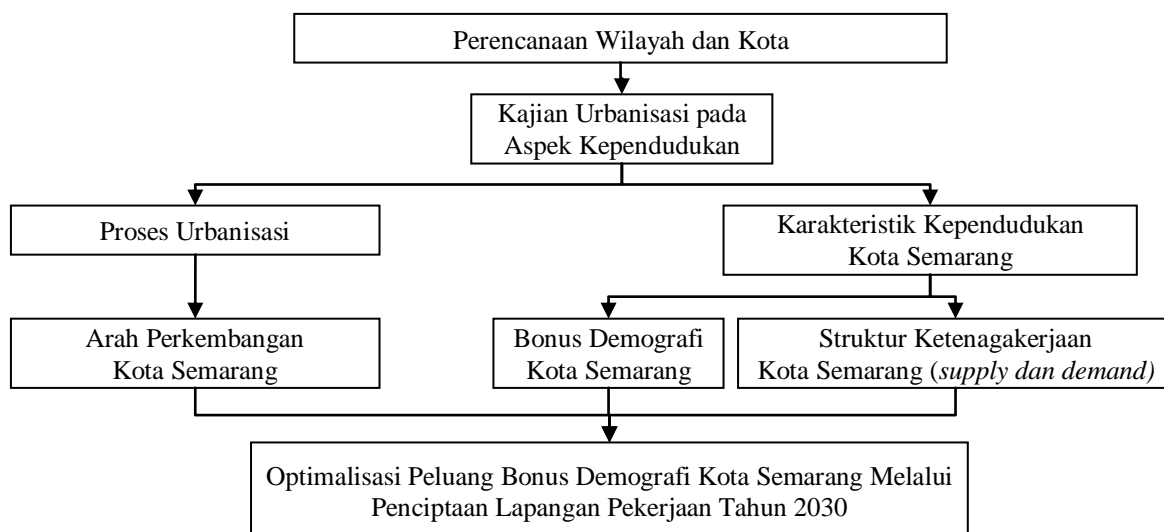 Perencanaan Wilayah dan Kota
Kajian Urbanisasi pada
Aspek Kependudukan
Proses Urbanisasi
Karakteristik Kependudukan
Kota Semarang
Arah Perkembangan
Kota Semarang
Bonus Demografi
Kota Semarang
Struktur Ketenagakerjaan
Kota Semarang (supply dan demand)
Optimalisasi Peluang Bonus Demografi Kota Semarang Melalui
Penciptaan Lapangan Pekerjaan Tahun 2030